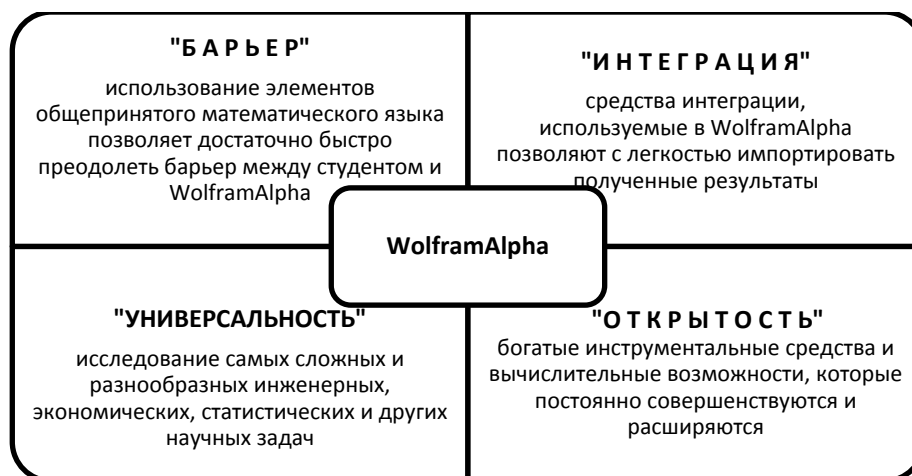 "Б А Р Ь Е Р"
использование элементов
общепринятого математического языка
позволяет достаточно быстро
преодолеть барьер между студентом и
WolframAlpha
"И Н Т Е Г Р А Ц И Я"
средства интеграции,
используемые в WolframAlpha
позволяют с легкостью импортировать
полученные результаты
WolframAlpha
"УНИВЕРСАЛЬНОСТЬ"
исследование самых сложных и
разнообразных инженерных,
экономических, статистических и других
научных задач
"О Т К Р Ы Т О С Т Ь"
богатые инструментальные средства и
вычислительные возможности, которые
постоянно совершенствуются и
расширяются